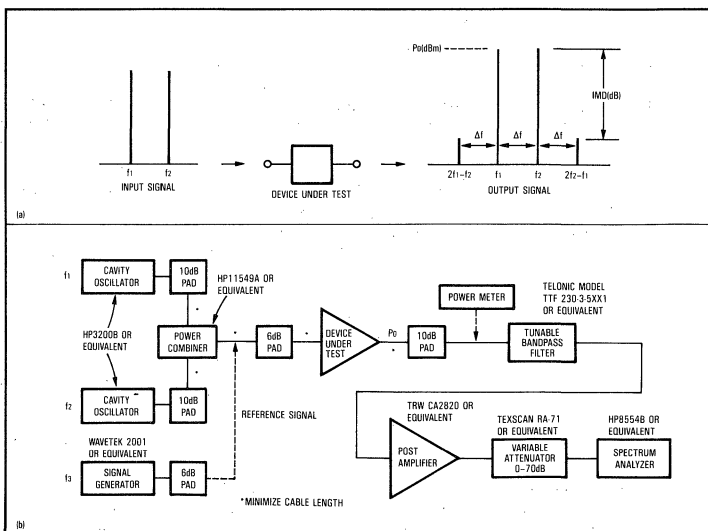 Po(dBm)
IMD(dB)
Δf
Δf
Δf
f1
f2
INPUT SIGNAL
DEVICE UNDER TEST
2f1-f2
f1
f2
2f2-f1
OUTPUT SIGNAL
(a)
f1
CAVITY
OSCILLATOR
10dB
PAD
HP11549A OR
EQUIVALENT
HP3200B OR
EQUIVALENT
POWER
COMBINER
*
*
*
6dB
PAD
*
DEVICE
UNDER
TEST
Po
*
10dB
PAD
POWER METER
TELONIC MODEL
TTF 230-3-5XX1
OR EQUIVALENT
TUNABLE
BANDPASS
FILTER
f2
CAVITY
OSCILLATOR
10dB
PAD
REFERENCE SIGNAL
WAVETEK 2001
OR EQUIVALENT
f3
SIGNAL
GENERATOR
6dB
PAD
*MINIMIZE CABLE LENGTH
TRW CA2820 OR
EQUIVALENT
POST
AMPLIFIER
TEXSCAN RA-71
OR EQUIVALENT
VARIABLE
ATTENUATOR
0-70dB
HP8554B OR
EQUIVALENT
SPECTRUM
ANALYZER
(b)